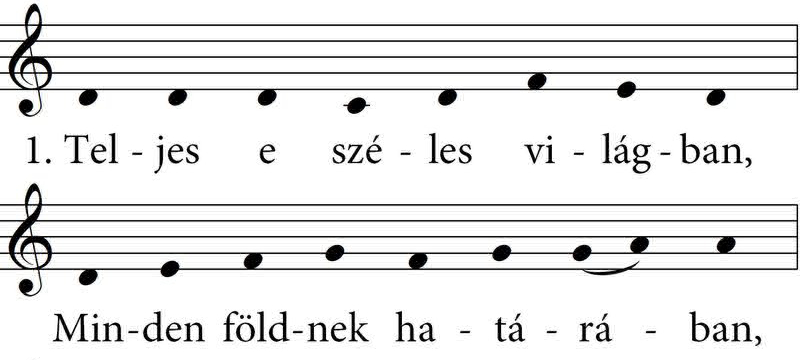 1. Tel - jes e szé - les vi - lág - ban,
Min-den föld-nek ha - tá - rá - ban,